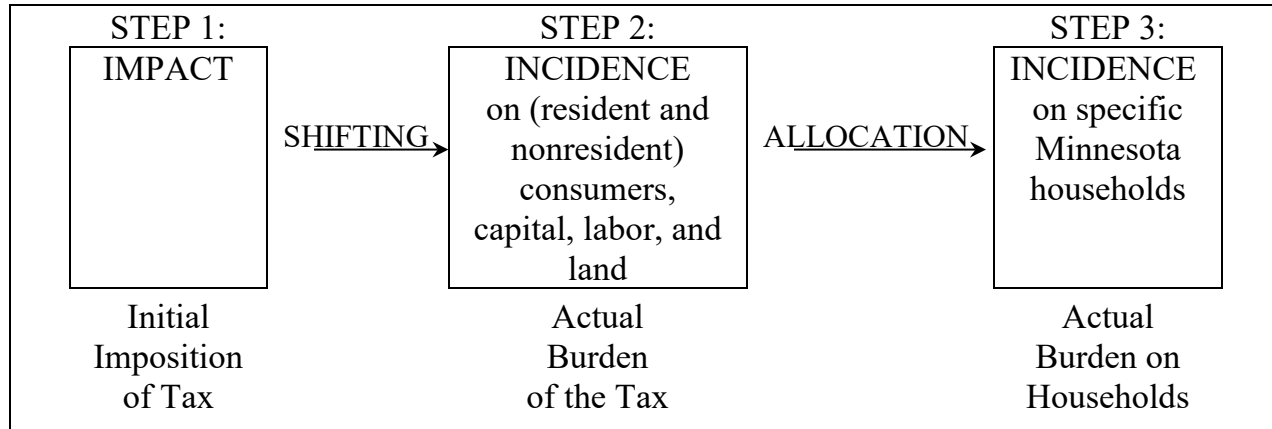 STEP 1:
IMPACT
Initial
Imposition
of Tax
SHIFTING
STEP 2:
INCIDENCE
on (resident and
nonresident)
consumers,
capital, labor, and
land
Actual
Burden
of the Tax
ALLOCATION
STEP 3:
INCIDENCE
on specific
Minnesota
households
Actual
Burden on
Households